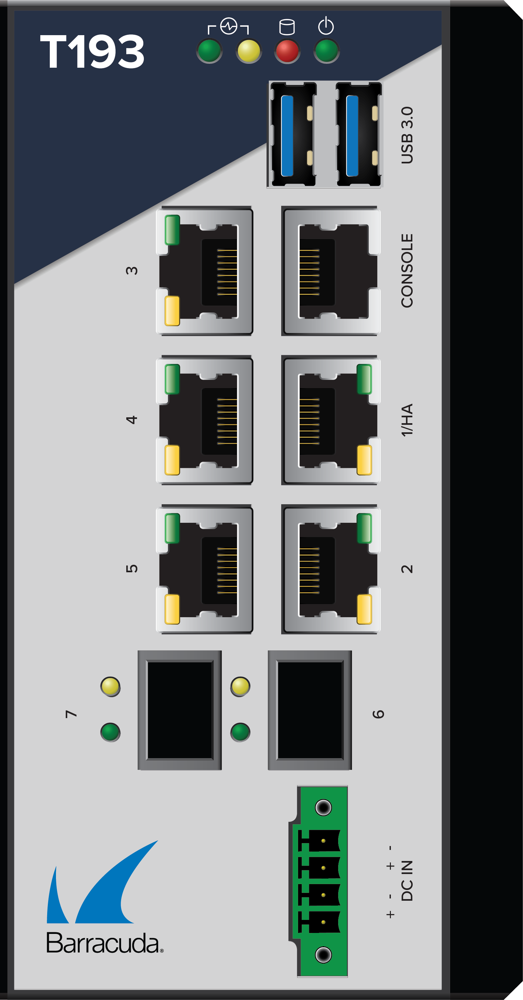 T193
USB 3.0
3
CONSOLE
4
1/HA
5
2
7
6
+ - + -
DC IN
Barracuda®